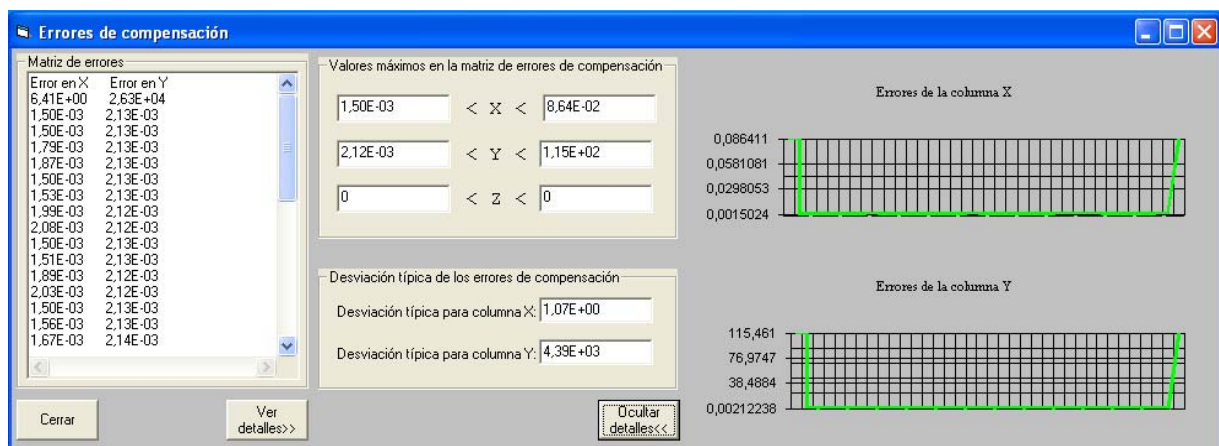 Errores de compensación
Matriz de errores
Error en X Error en Y
6,41E+00 2,63E+04
1,50E-03 2,13E-03
1,50E-03 2,13E-03
1,79E-03 2,13E-03
1,87E-03 2,13E-03
1,50E-03 2,13E-03
1,53E-03 2,13E-03
1,99E-03 2,12E-03
2,08E-03 2,12E-03
1,50E-03 2,13E-03
1,51E-03 2,13E-03
1,89E-03 2,12E-03
2,03E-03 2,12E-03
1,50E-03 2,13E-03
1,56E-03 2,13E-03
1,67E-03 2,14E-03
Cerrar
Ver
detalles>>
Valores máximos en la matriz de errores de compensación
1,50E-03 < X < 8,64E-02
2,12E-03 < Y < 1,15E+02
0 < Z < 0
Desviación típica de los errores de compensación
Desviación típica para columna X: 1,07E+00
Desviación típica para columna Y: 4,39E+03
Ocultar
detalles<<
Errores de la columna X
0,086411
0,0581081
0,0298053
0,0015024
Errores de la columna Y
115,461
76,9747
38,4884
0,00212238